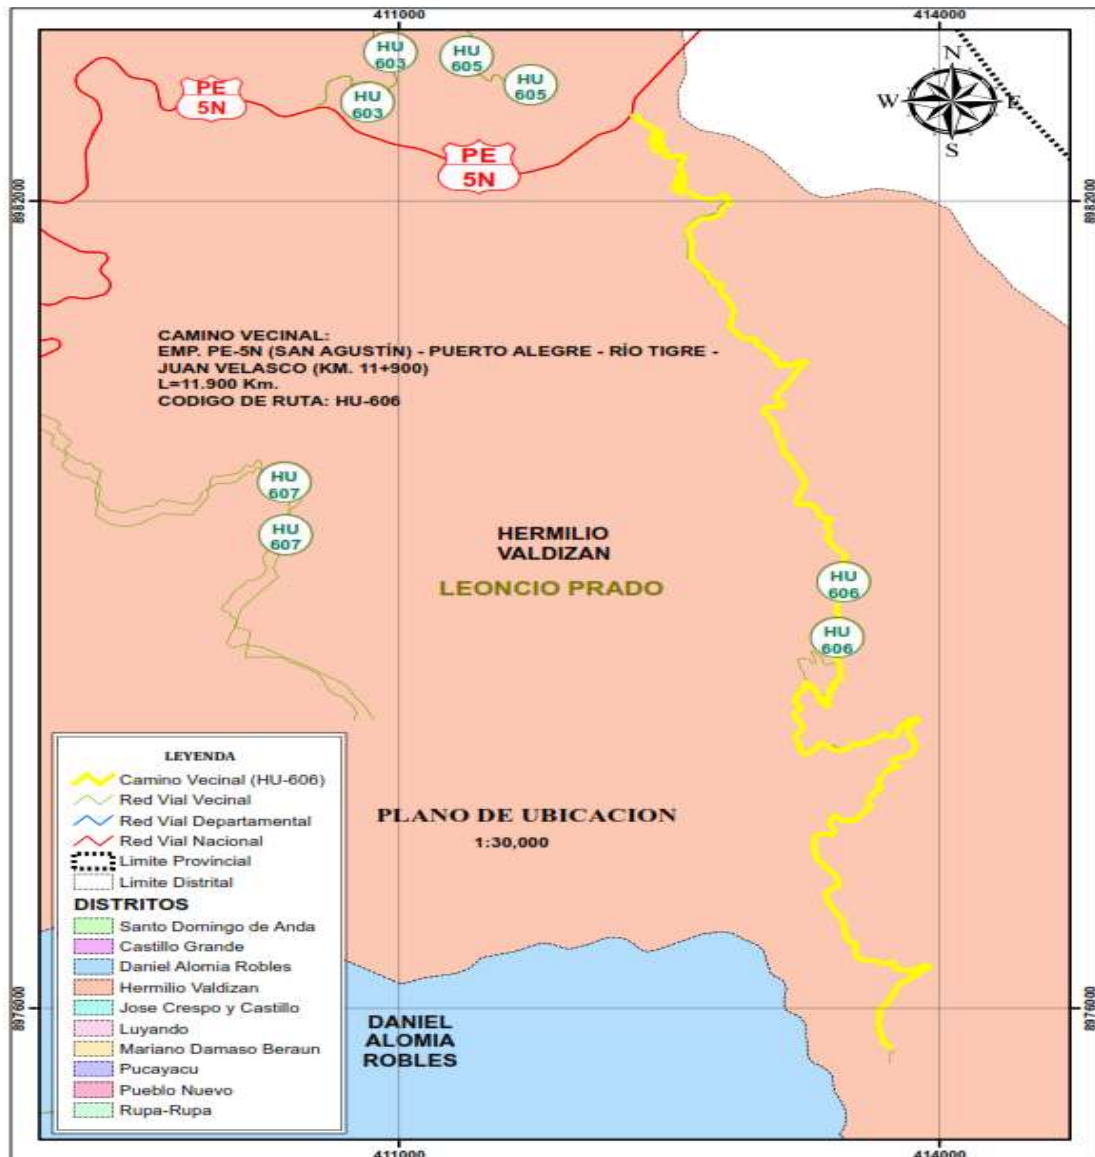 411000
414000
HU
603
HU
605
HU
605
HU
603
PE
5N
PE
5N
N
W
E
S
8982000
8982000
CAMINO VECINAL:
EMP. PE-5N (SAN AGUSTÍN) - PUERTO ALEGRE - RÍO TIGRE -
JUAN VELASCO (KM. 11+900)
L=11.900 Km.
CODIGO DE RUTA: HU-606
HU
607
HU
607
HERMILIO
VALDIZAN
LEONCIO PRADO
HU
606
HU
606
PLANO DE UBICACION
1:30,000
LEYENDA
Camino Vecinal (HU-606)
Red Vial Vecinal
Red Vial Departamental
Red Vial Nacional
Limite Provincial
Limite Distrital
DISTRITOS
Santo Domingo de Anda
Castillo Grande
Daniel Alomia Robles
Hermilio Valdizan
Jose Crespo y Castillo
Luyando
Mariano Damaso Beraun
Pucayacu
Pueblo Nuevo
Rupa-Rupa
DANIEL
ALOMIA
ROBLES
8976000
8976000
411000
414000